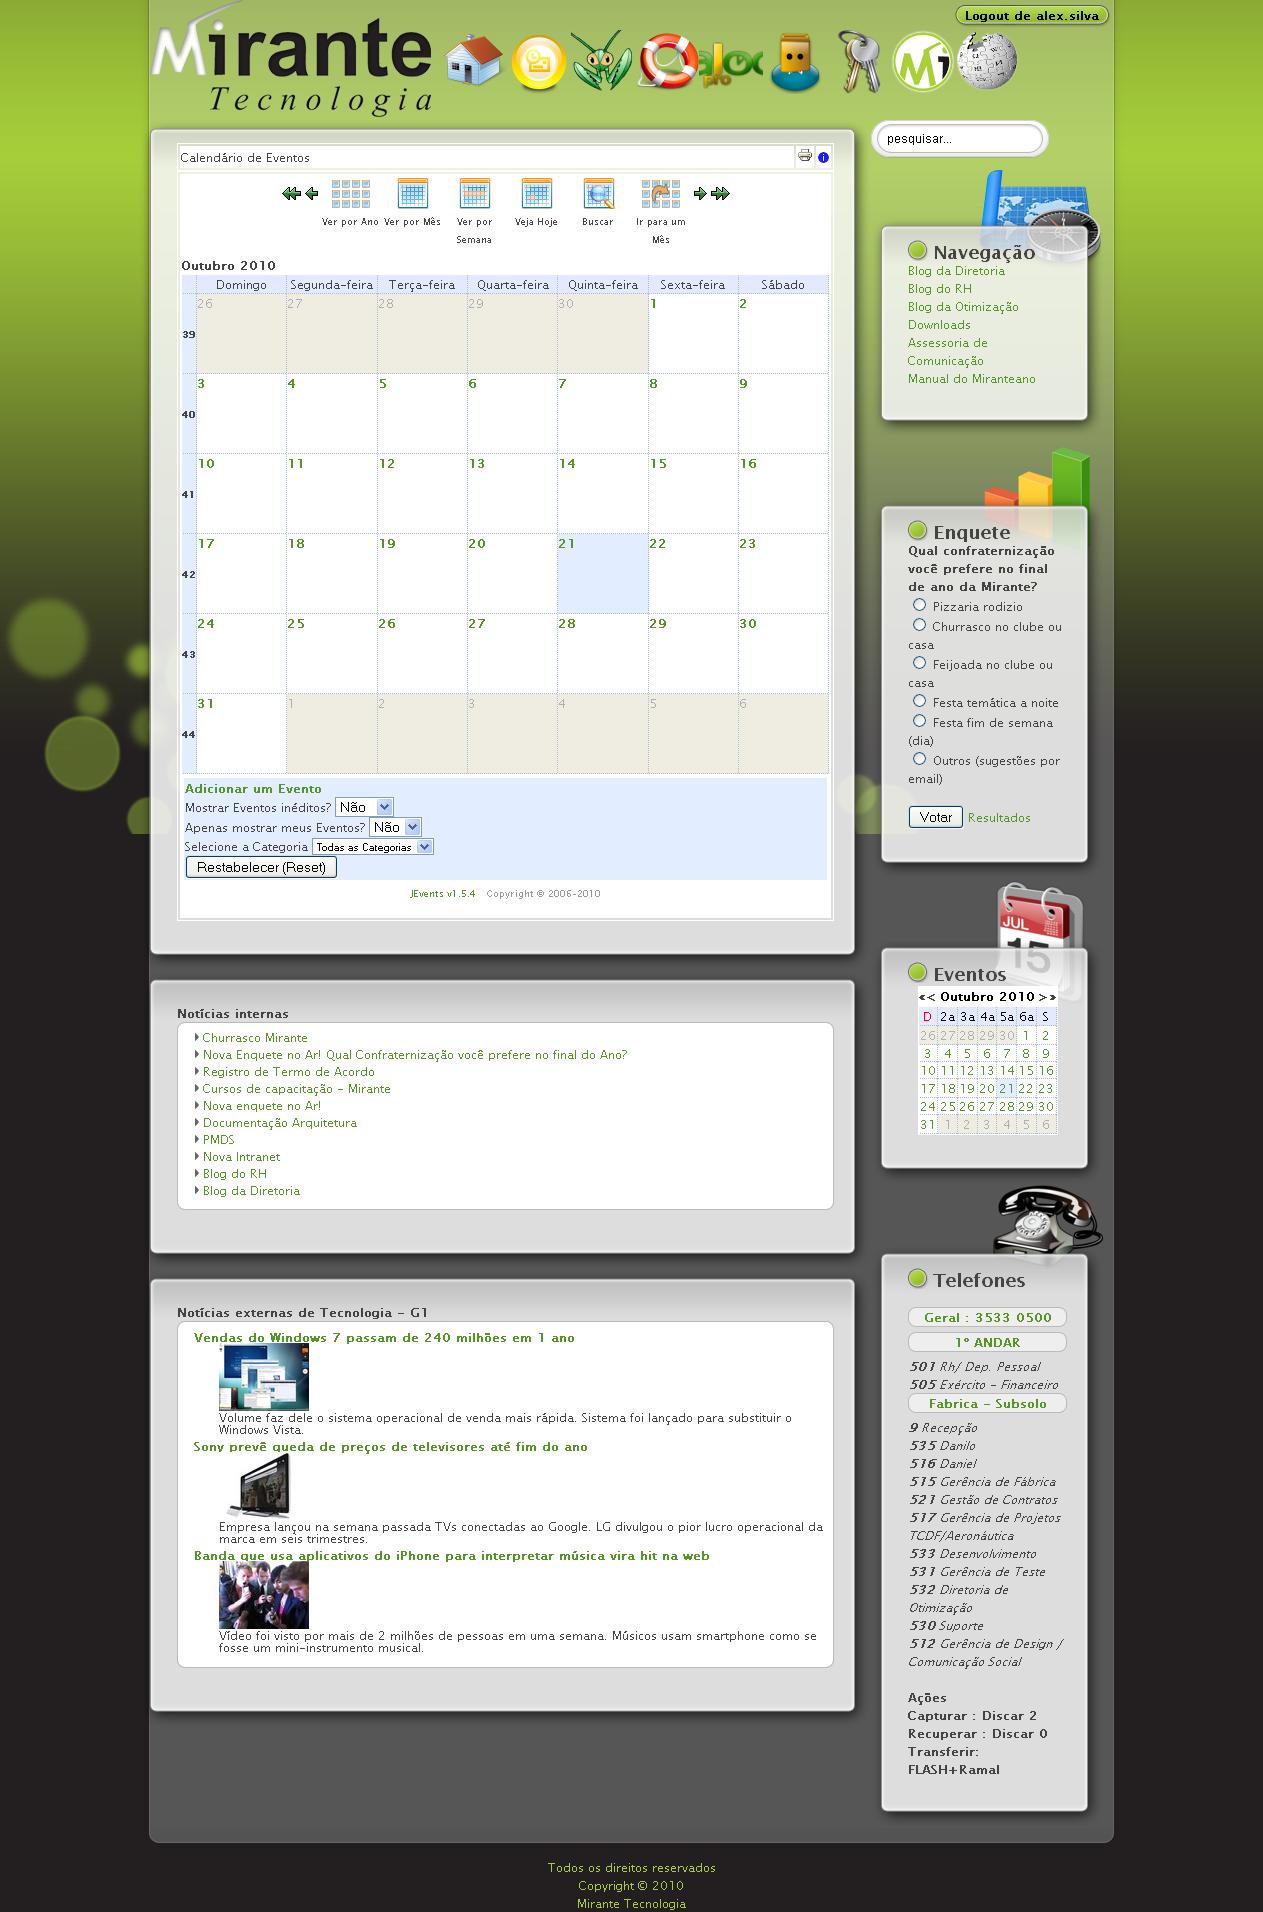 Logout de alex.silva
Mirante
Tecnologia
pro
pesquisar...
Calendário de Eventos
Ver por Ano
Ver por Mês
Ver por Semana
Veja Hoje
Buscar
Ir para um Mês
Outubro 2010
Domingo Segunda-feira Terça-feira Quarta-feira Quinta-feira Sexta-feira Sábado
39 26 27 28 29 30 1 2
40 3 4 5 6 7 8 9
41 10 11 12 13 14 15 16
42 17 18 19 20 21 22 23
43 24 25 26 27 28 29 30
44 31 1 2 3 4 5 6
Adicionar um Evento
Mostrar Eventos inéditos? Não
Apenas mostrar meus Eventos? Não
Selecione a Categoria Todas as Categorias
Restabelecer (Reset)
JEvents v1.5.4 Copyright © 2006-2010
Notícias internas
Churrasco Mirante
Nova Enquete no Ar! Qual Confraternização você prefere no final do Ano?
Registro de Termo de Acordo
Cursos de capacitação - Mirante
Nova enquete no Ar!
Documentação Arquitetura
PMDS
Nova Intranet
Blog do RH
Blog da Diretoria
Notícias externas de Tecnologia - G1
Vendas do Windows 7 passam de 240 milhões em 1 ano
Volume faz dele o sistema operacional de venda mais rápida. Sistema foi lançado para substituir o
Windows Vista.
Sony prevê queda de preços de televisores até fim do ano
Empresa lançou na semana passada TVs conectadas ao Google. LG divulgou o pior lucro operacional da
marca em seis trimestres.
Banda que usa aplicativos do iPhone para interpretar música vira hit na web
Vídeo foi visto por mais de 2 milhões de pessoas em uma semana. Músicos usam smartphone como se
fosse um mini-instrumento musical.
Navegação
Blog da Diretoria
Blog do RH
Blog da Otimização
Downloads
Assessoria de
Comunicação
Manual do Miranteano
Enquete
Qual confraternização
você prefere no final
de ano da Mirante?
Pizzaria rodizio
Churrasco no clube ou
casa
Feijoada no clube ou
casa
Festa temática a noite
Festa fim de semana
(dia)
Outros (sugestões por
email)
Votar Resultados
JUL
15
Eventos
«< Outubro 2010 >»
D 2a 3a 4a 5a 6a S
26 27 28 29 30 1 2
3 4 5 6 7 8 9
10 11 12 13 14 15 16
17 18 19 20 21 22 23
24 25 26 27 28 29 30
31 1 2 3 4 5 6
Telefones
Geral : 3533 0500
1º ANDAR
501 Rh/ Dep. Pessoal
505 Exército - Financeiro
Fabrica - Subsolo
9 Recepção
535 Danilo
516 Daniel
515 Gerência de Fábrica
521 Gestão de Contratos
517 Gerência de Projetos
TCDF/Aeronáutica
533 Desenvolvimento
531 Gerência de Teste
532 Diretoria de
Otimização
530 Suporte
512 Gerência de Design /
Comunicação Social
Ações
Capturar : Discar 2
Recuperar : Discar 0
Transferir:
FLASH+Ramal
Todos os direitos reservados
Copyright © 2010
Mirante Tecnologia